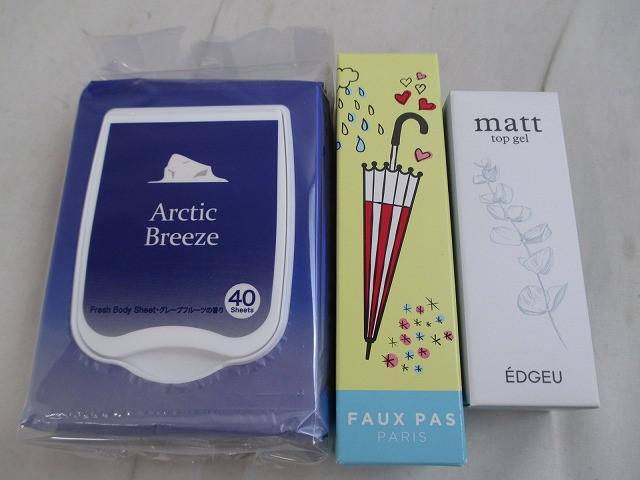 Arctic
Breeze
Fresh Body Sheet・グレープフルーツの香り
40
Sheets
FAUX PAS
PARIS
matt
top gel
ÉDGEU